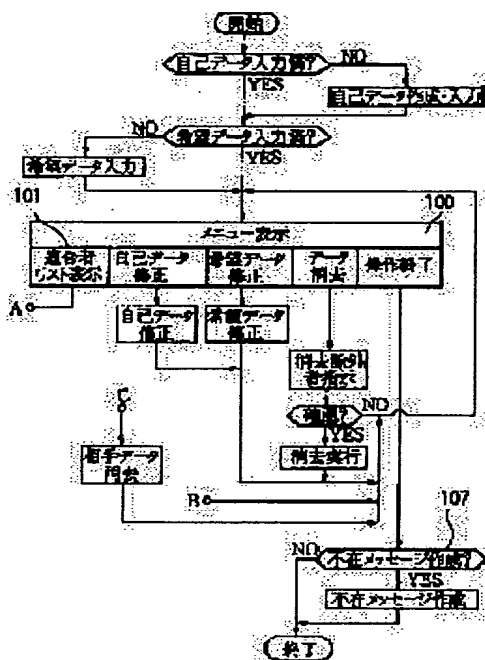 開始
自己データ入力済?
NO
YES
自己データ作成・入力
NO
希望データ入力済?
YES
希望データ入力
101
100
メニュー表示
適合者
リスト表示
自己データ
修正
希望データ
修正
データ
消去
操作終了
A
自己データ
修正
希望データ
修正
確認?
NO
YES
消去実行
相手データ
B
107
NO
不在メッセージ作成?
YES
不在メッセージ作成
終了